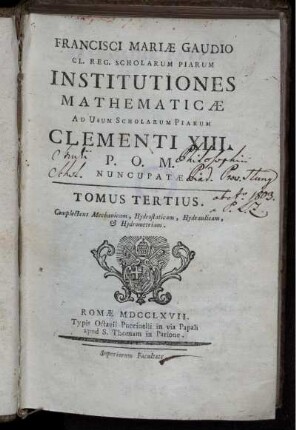 FRANCISCI MARIÆ GAUDIO
CL. REG. SCHOLARUM PIARUM
INSTITUTIONES
MATHEMATICÆ
AD USUM SCHOLARUM PIARUM
CLEMENTI XIII.
P. O. M.
NUNCUPATÆ
TOMUS TERTIUS.
Complectens Mechanicam, Hydrostaticam, Hydraulicam,
& Hydrometriam.
ROMÆ MDCCLXVII.
Typis Octavii Puccinelli in via Papali
apud S. Thomam in Parione.
Superiorum Facultate.